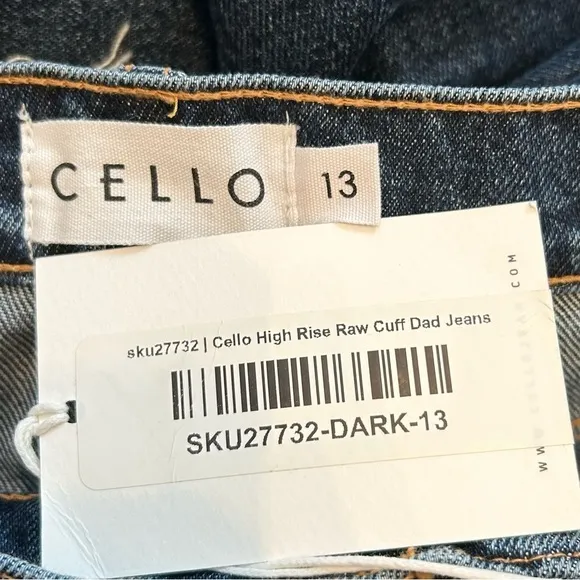 CELLO
13
sku27732 | Cello High Rise Raw Cuff Dad Jeans
SKU27732-DARK-13